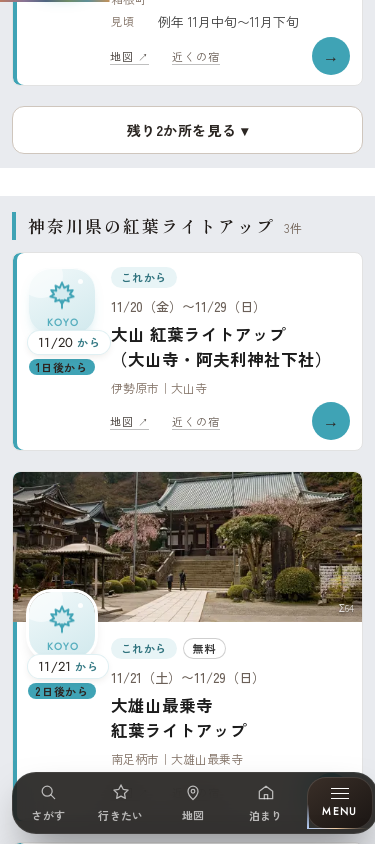 箱根町
見頃 例年 11月中旬〜11月下旬
地図 ↗ 近くの宿 →
残り2か所を見る ▾
神奈川県の紅葉ライトアップ 3件
これから
KOYO
11/20 から
1日後から
11/20（金）〜11/29（日）
大山 紅葉ライトアップ
（大山寺・阿夫利神社下社）
伊勢原市｜大山寺
地図 ↗ 近くの宿 →
Σ64
KOYO
11/21 から
2日後から
これから 無料
11/21（土）〜11/29（日）
大雄山最乗寺
紅葉ライトアップ
南足柄市｜大雄山最乗寺
さがす 行きたい 地図 泊まり MENU